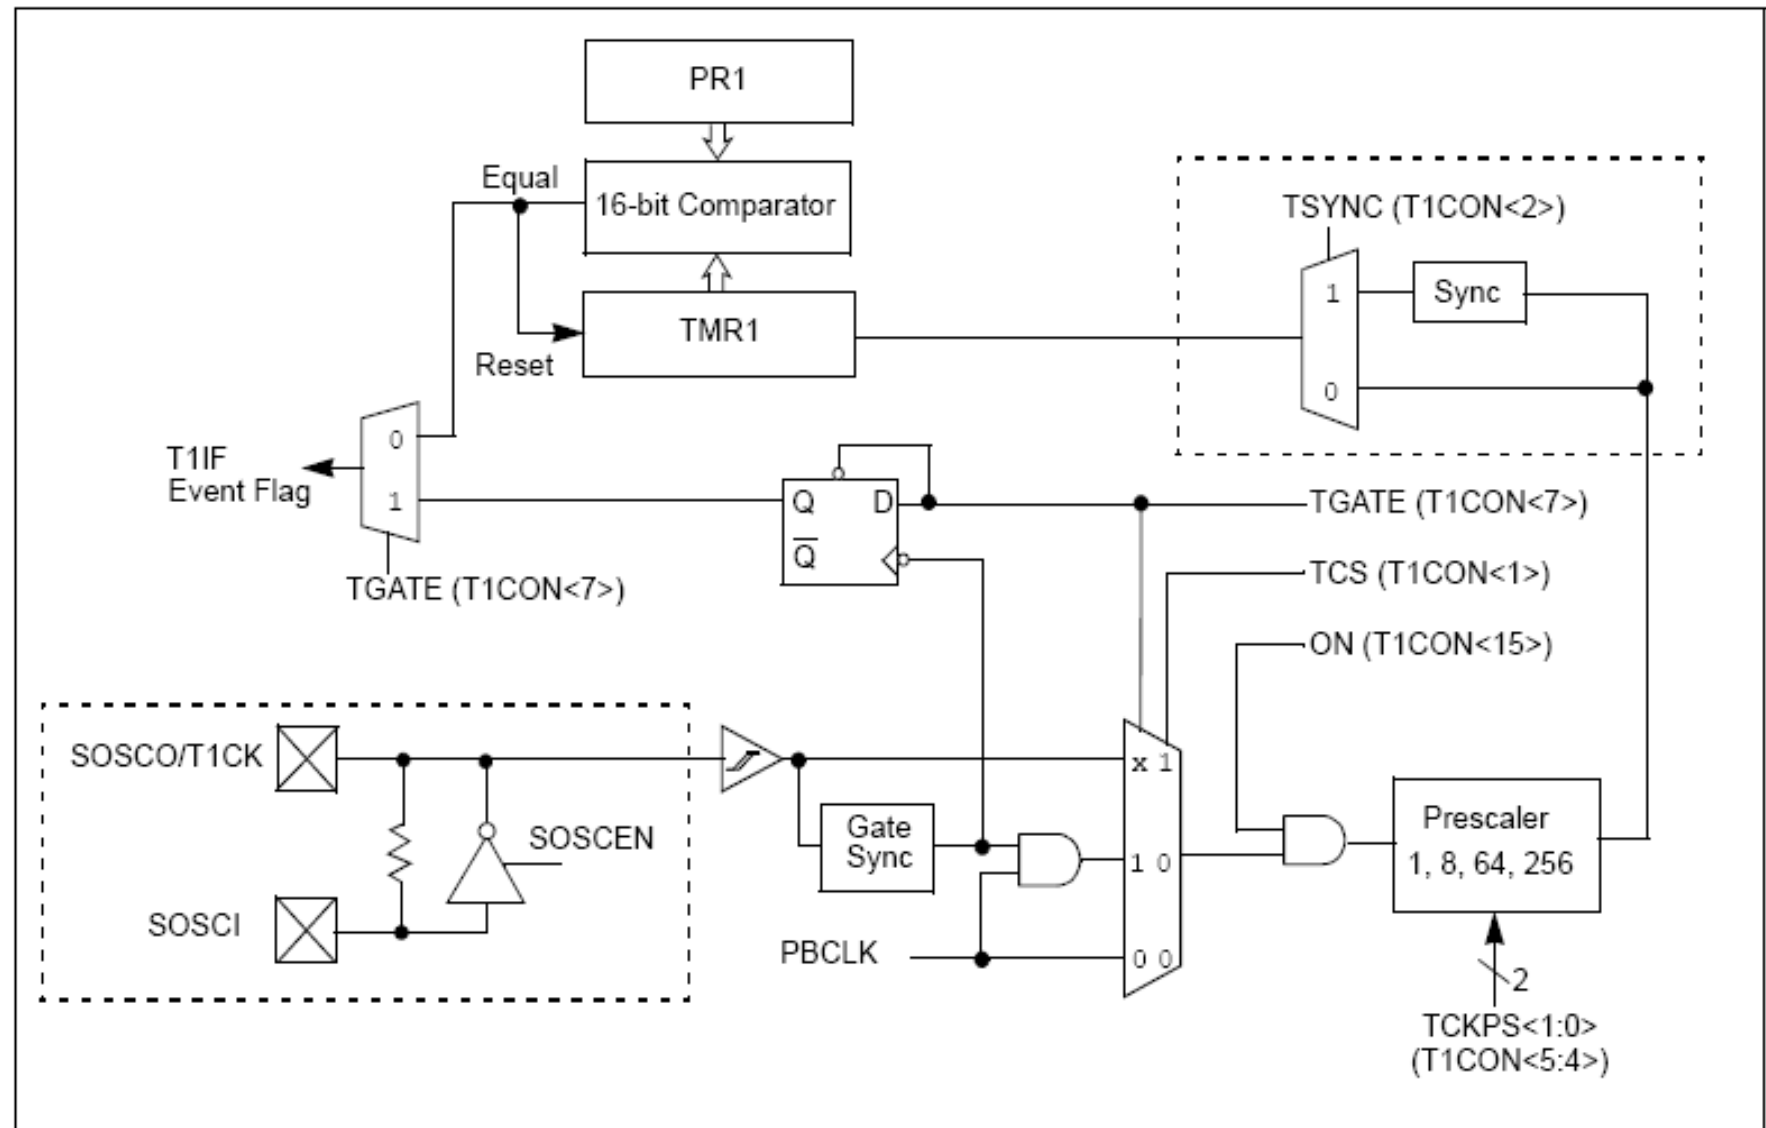 PR1
Equal
16-bit Comparator
TSYNC (T1CON<2>)
1
Sync
TMR1
Reset
0
0
T1IF
Event Flag
1
Q
D
Q̅
TGATE (T1CON<7>)
TCS (T1CON<1>)
TGATE (T1CON<7>)
ON (T1CON<15>)
SOSCO/T1CK
x 1
SOSCEN
Gate
Sync
Prescaler
1, 8, 64, 256
1 0
SOSCI
PBCLK
0 0
2
TCKPS<1:0>
(T1CON<5:4>)